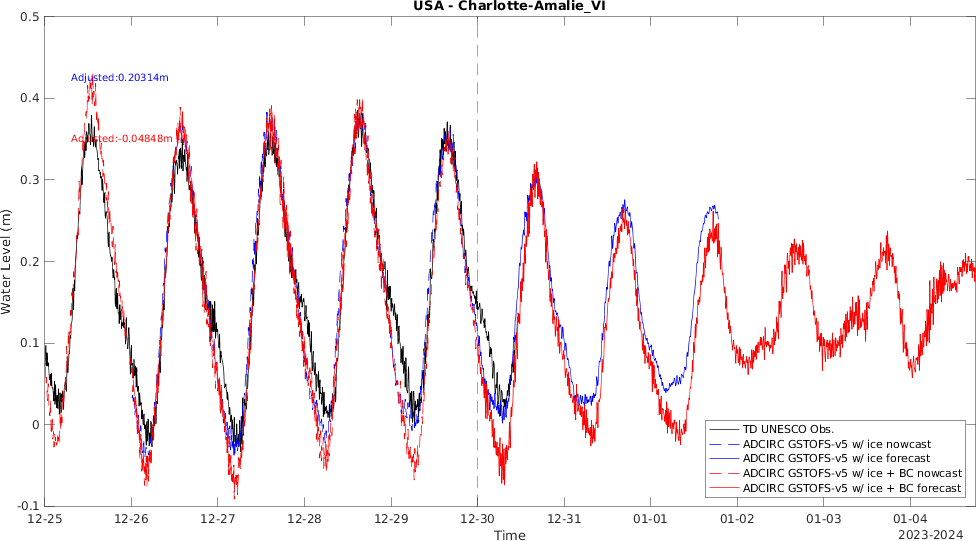 USA - Charlotte-Amalie_VI
0.5
0.4
0.3
0.2
0.1
0
-0.1
Water Level (m)
Adjusted:0.20314m
Adjusted:-0.04848m
TD UNESCO Obs.
ADCIRC GSTOFS-v5 w/ ice nowcast
ADCIRC GSTOFS-v5 w/ ice forecast
ADCIRC GSTOFS-v5 w/ ice + BC nowcast
ADCIRC GSTOFS-v5 w/ ice + BC forecast
12-25 12-26 12-27 12-28 12-29 12-30 12-31 01-01 01-02 01-03 01-04
Time
2023-2024